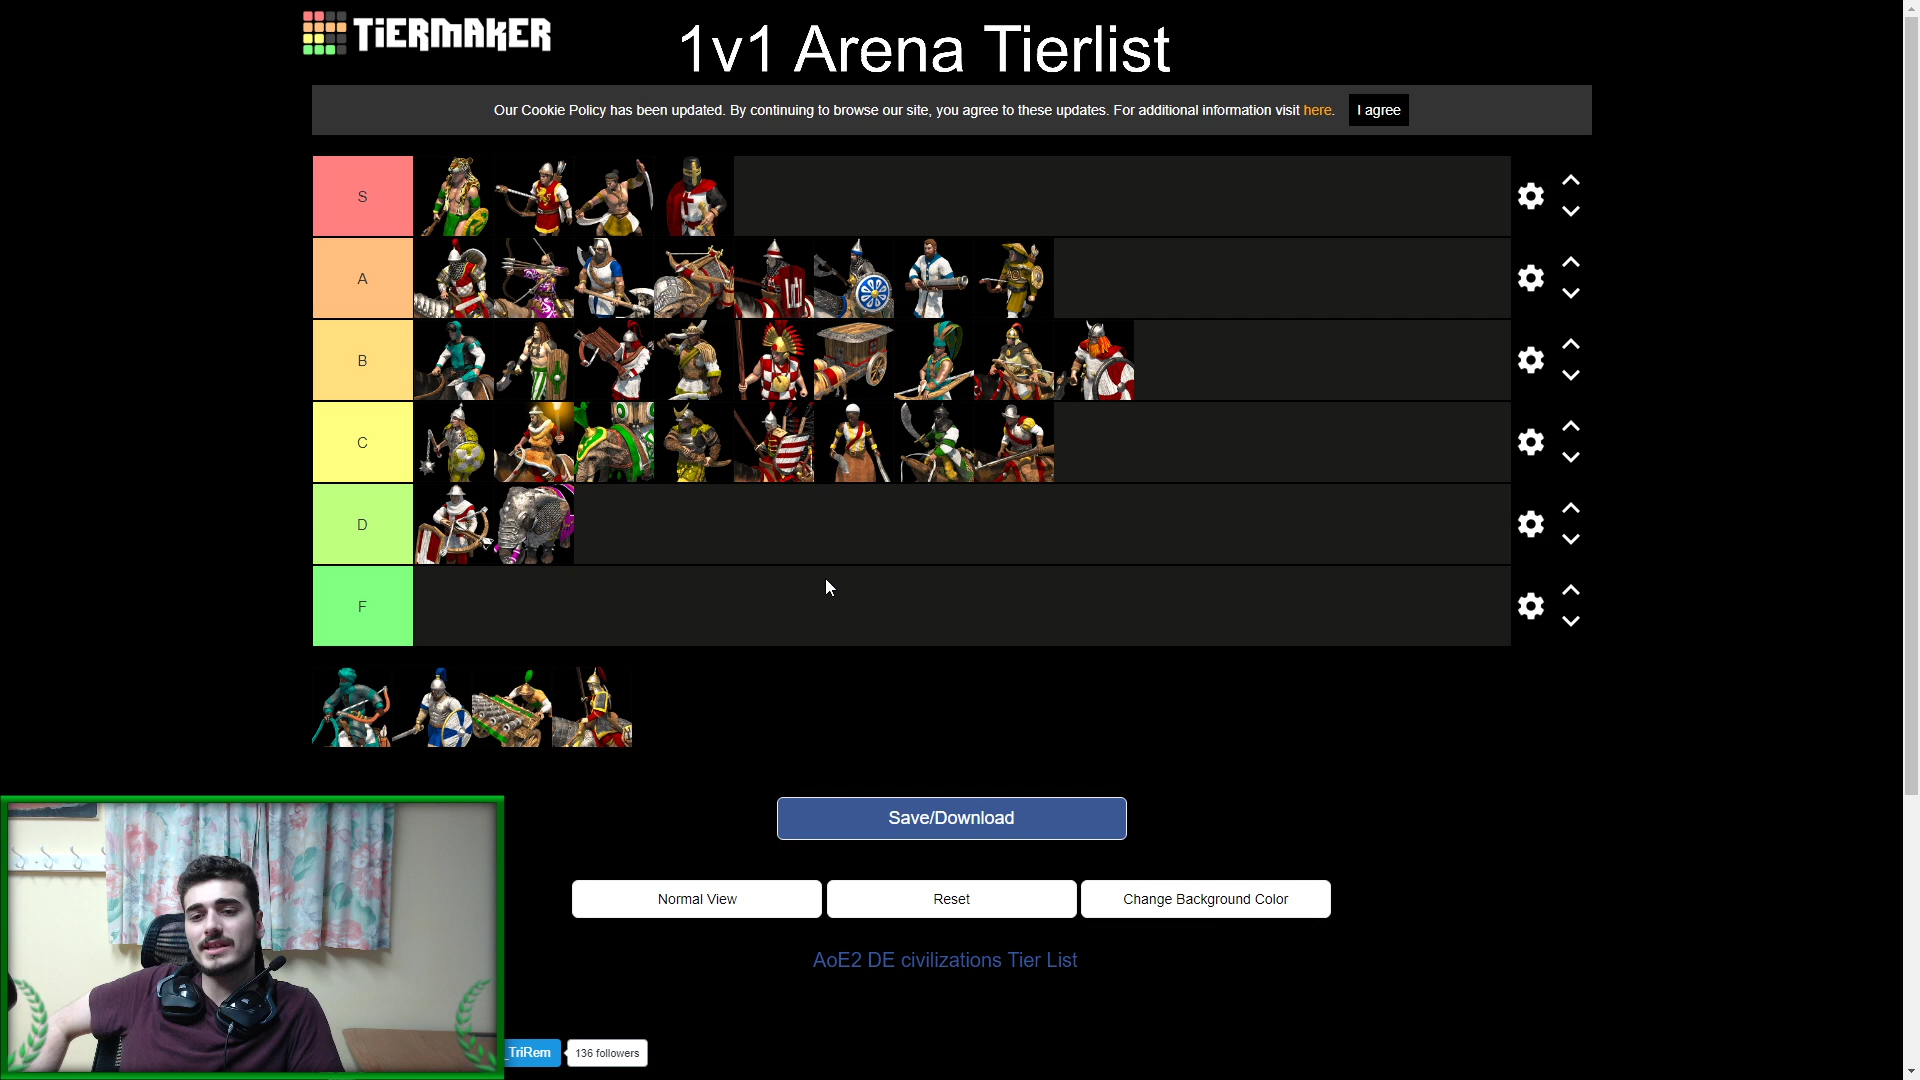 TiERMAKER
1v1 Arena Tierlist
Our Cookie Policy has been updated. By continuing to browse our site, you agree to these updates. For additional information visit here.
I agree
S
A
B
C
D
F
Save/Download
Normal View
Reset
Change Background Color
AoE2 DE civilizations Tier List
_TriRem
136 followers